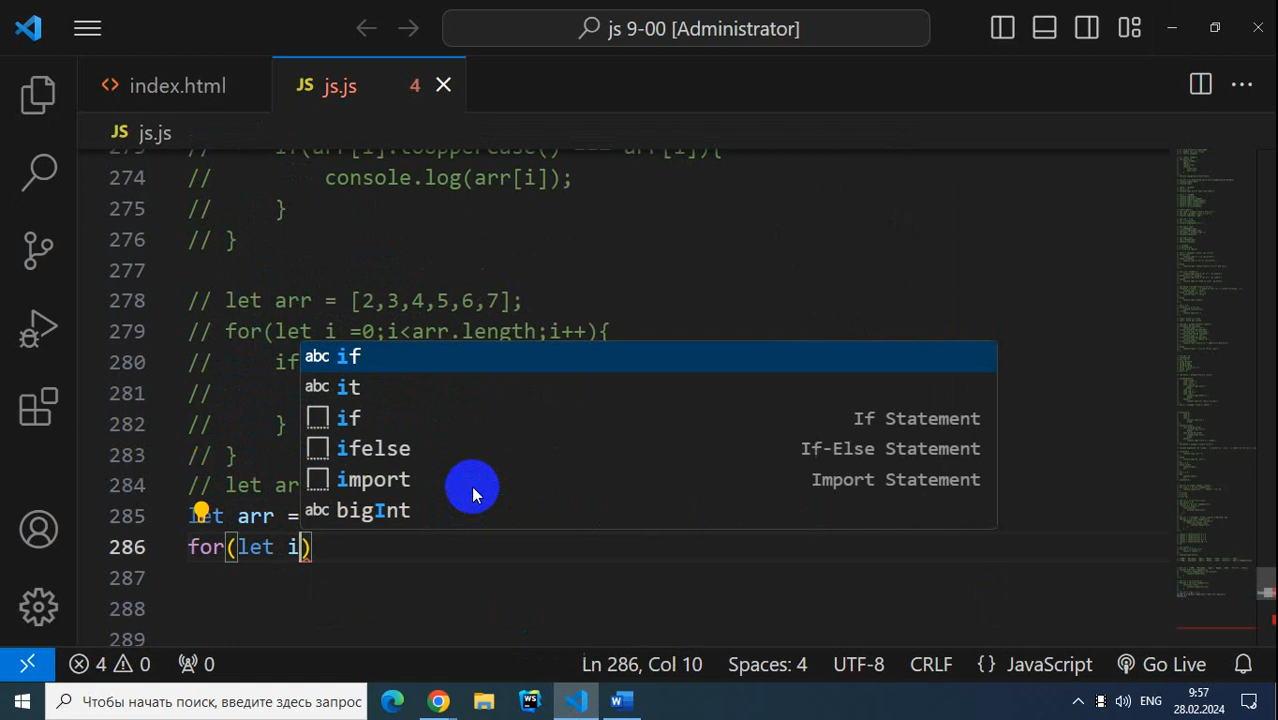 js 9-00 [Administrator]
index.html
JS js.js 4
JS js.js
274 // console.log(arr[i]);
275 // }
276 // }
277
278 // let arr = [2,3,4,5,6,7];
279 // for(let i =0;i<arr.length;i++){
280 // if
281 //
282 // }
283 // }
284 // let ar
285 let arr =
286 for(let i)
287
288
289
abc if
abc it
if If Statement
ifelse If-Else Statement
import Import Statement
abc bigInt
4 0 0 Ln 286, Col 10 Spaces: 4 UTF-8 CRLF {} JavaScript Go Live
Чтобы начать поиск, введите здесь запрос
WS
ENG
9:57
28.02.2024